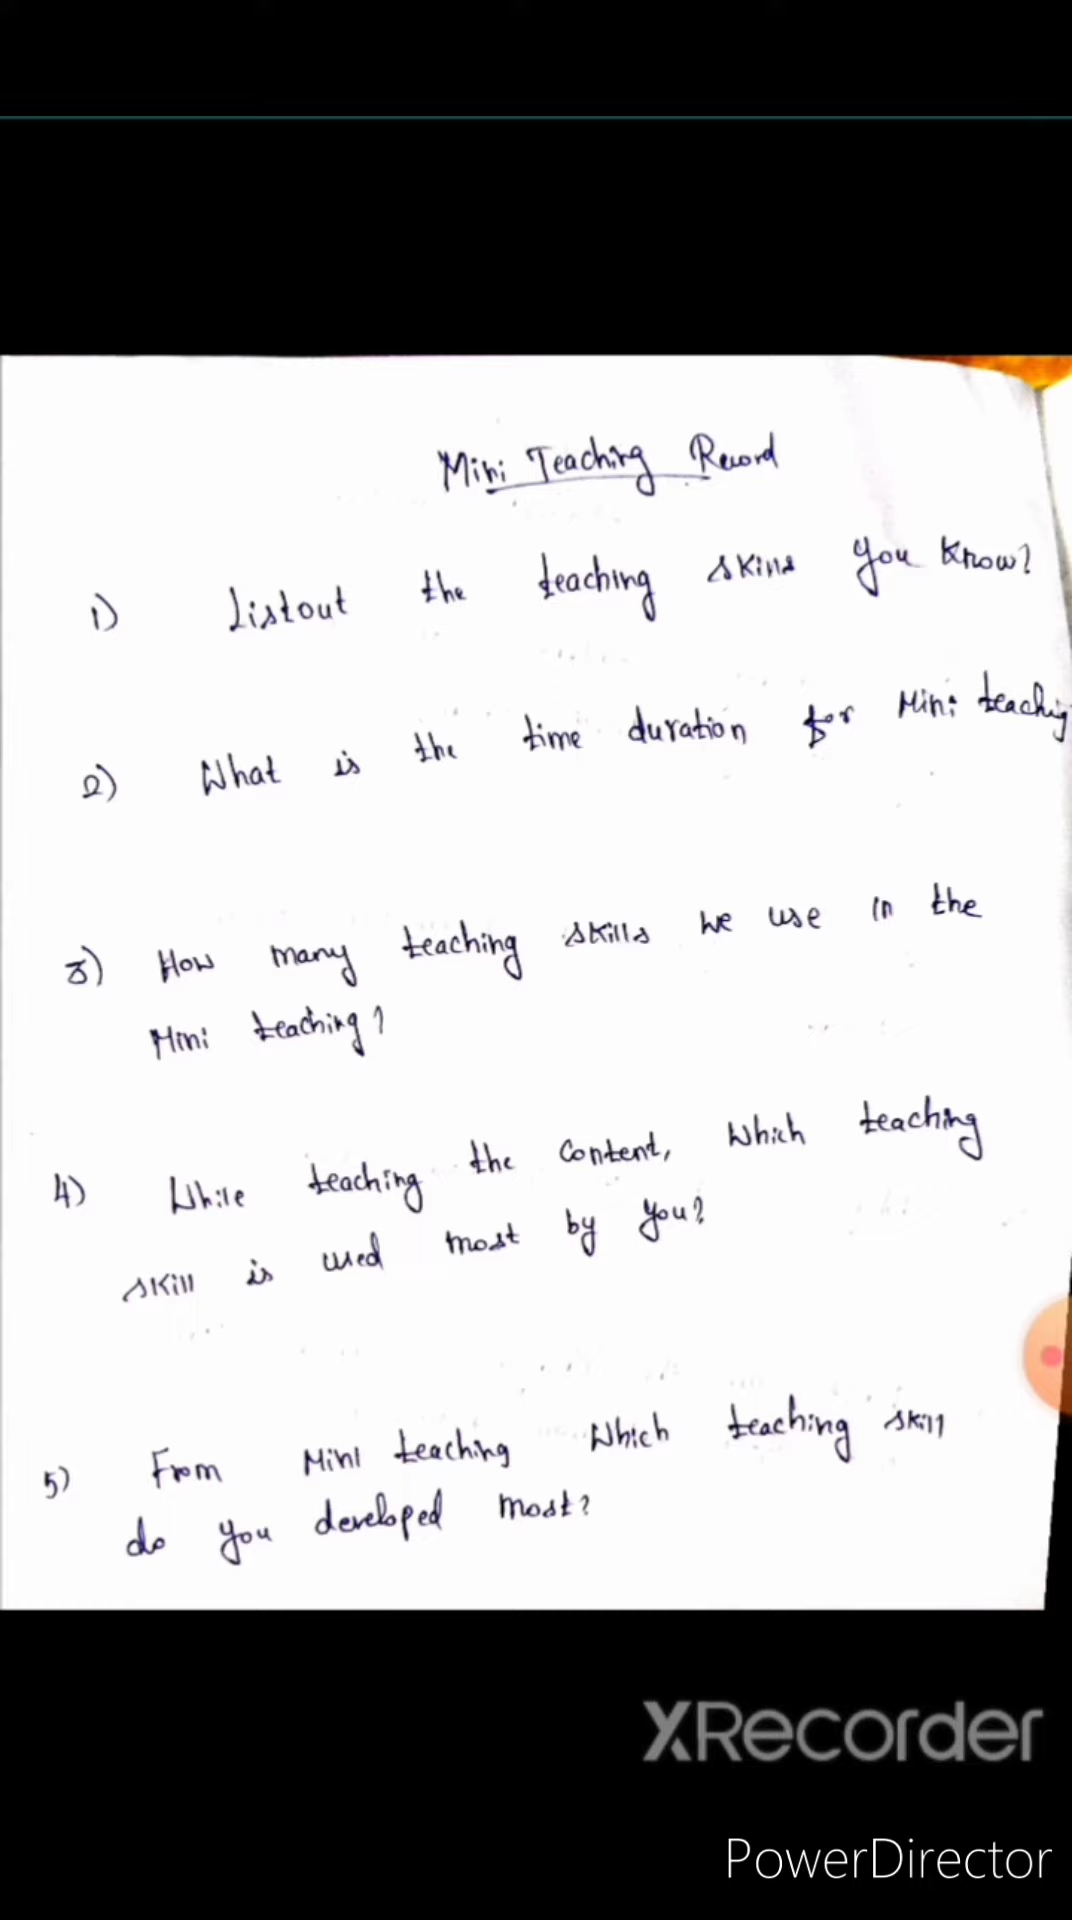 Mini Teaching Record
1) Listout the teaching skills you know?
2) What is the time duration for Mini teaching
3) How many teaching skills we use in the
Mini teaching?
4) While teaching the Content, Which teaching
skill is used most by you?
5) From Mini teaching Which teaching skill
do you developed most?
XRecorder
PowerDirector